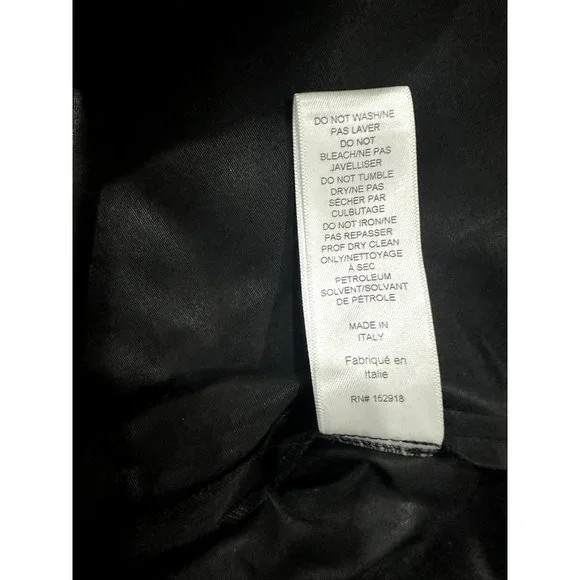 DO NOT WASH/NE
PAS LAVER
DO NOT
BLEACH/NE PAS
JAVELLISER
DO NOT TUMBLE
DRY/NE PAS
SÉCHER PAR
CULBUTAGE
DO NOT IRON/NE
PAS REPASSER
PROF DRY CLEAN
ONLY/NETTOYAGE
À SEC
PETROLEUM
SOLVENT/SOLVANT
DE PÉTROLE
MADE IN
ITALY
Fabriqué en
Italie
RN# 152918